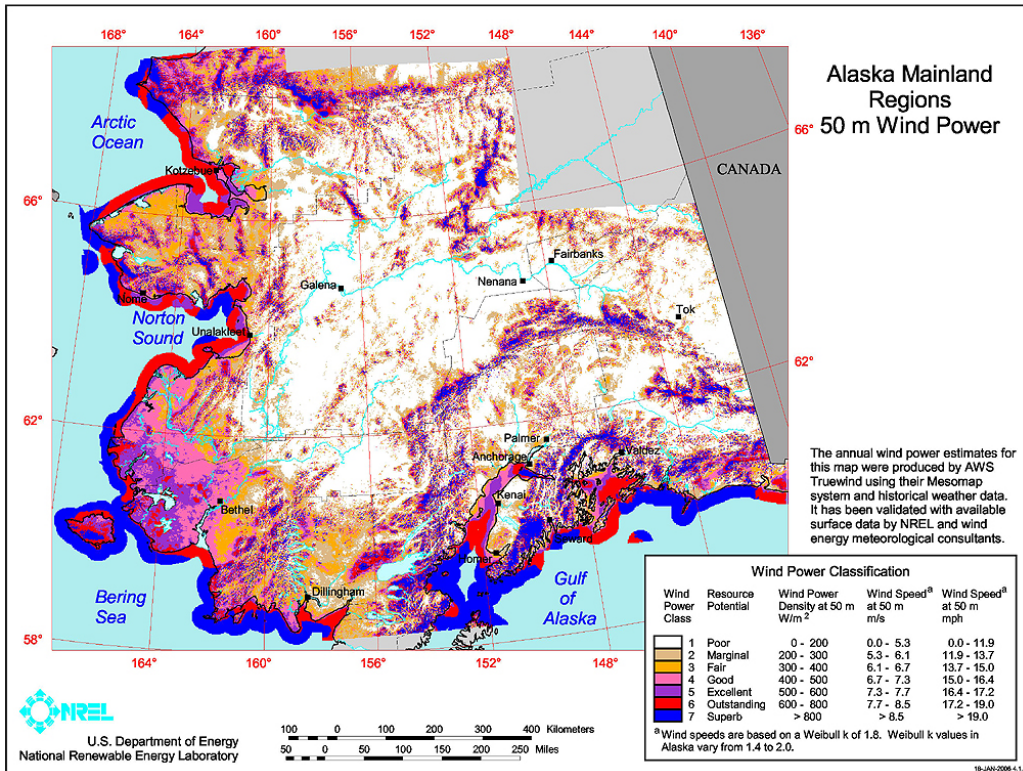 168°
164°
160°
156°
152°
148°
144°
140°
136°
Alaska Mainland
Regions
50 m Wind Power
Arctic
Ocean
66°
CANADA
Kotzebue
66°
Fairbanks
Nenana
Galena
Nome
Norton
Sound
Tok
Unalakleet
62°
62°
Palmer
Valdez
Anchorage
The annual wind power estimates for
this map were produced by AWS
Truewind using their Mesomap
system and historical weather data.
It has been validated with available
surface data by NREL and wind
energy meteorological consultants.
Kenai
Bethel
Seward
Homer
Bering
Sea
Dillingham
Gulf
of
Alaska
58°
164°
160°
156°
152°
148°
Wind Power Classification
Wind Power Class Resource Potential Wind Power Density at 50 m W/m² Wind Speedª at 50 m m/s Wind Speedª at 50 m mph
1 Poor 0 - 200 0.0 - 5.3 0.0 - 11.9
2 Marginal 200 - 300 5.3 - 6.1 11.9 - 13.7
3 Fair 300 - 400 6.1 - 6.7 13.7 - 15.0
4 Good 400 - 500 6.7 - 7.3 15.0 - 16.4
5 Excellent 500 - 600 7.3 - 7.7 16.4 - 17.2
6 Outstanding 600 - 800 7.7 - 8.5 17.2 - 19.0
7 Superb > 800 > 8.5 > 19.0
ª Wind speeds are based on a Weibull k of 1.8. Weibull k values in
Alaska vary from 1.4 to 2.0.
NREL
U.S. Department of Energy
National Renewable Energy Laboratory
100 0 100 200 300 400 Kilometers
50 0 50 100 150 200 250 Miles